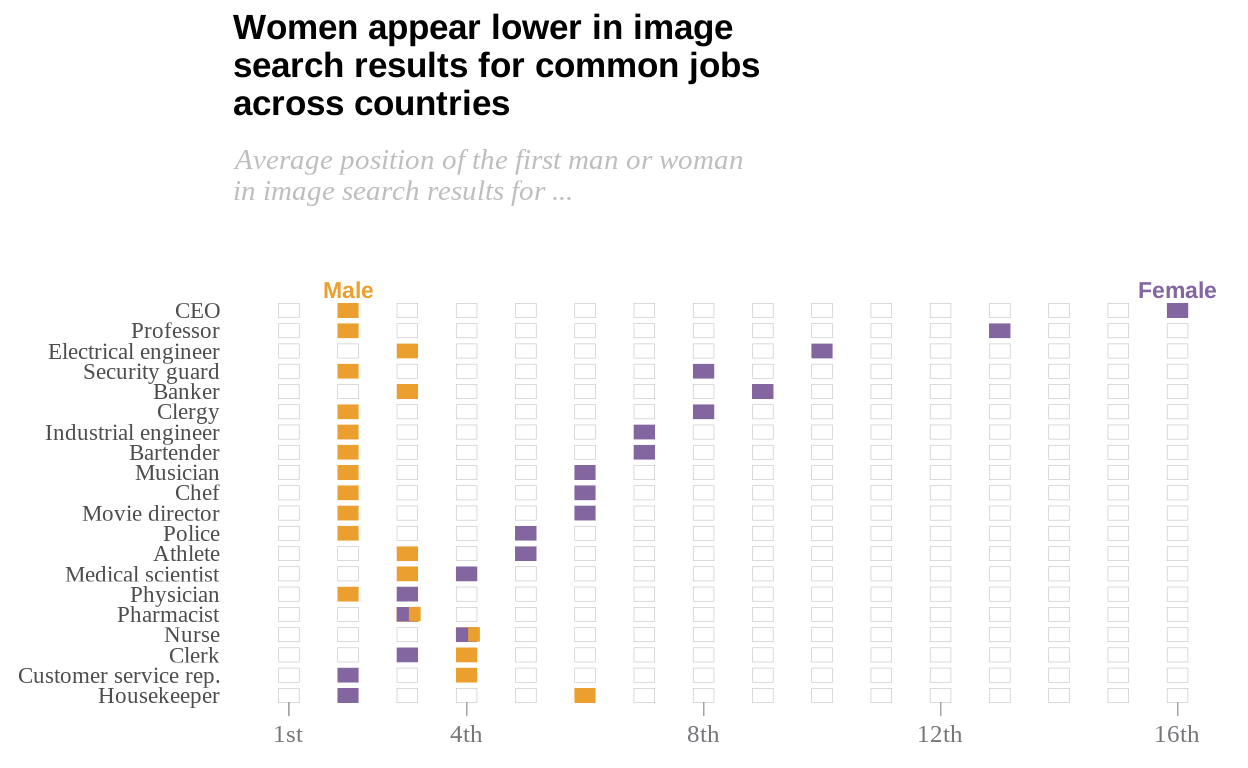 Women appear lower in image
search results for common jobs
across countries
Average position of the first man or woman
in image search results for ...
Male
Female
CEO
Professor
Electrical engineer
Security guard
Banker
Clergy
Industrial engineer
Bartender
Musician
Chef
Movie director
Police
Athlete
Medical scientist
Physician
Pharmacist
Nurse
Clerk
Customer service rep.
Housekeeper
1st
4th
8th
12th
16th